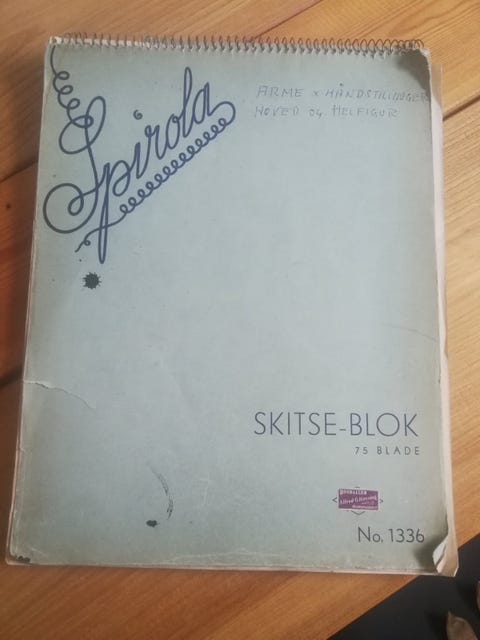 Spirola
ARME X HÅNDSTILLINGER
HOVED OG HELFIGUR
SKITSE-BLOK
75 BLADE
No. 1336